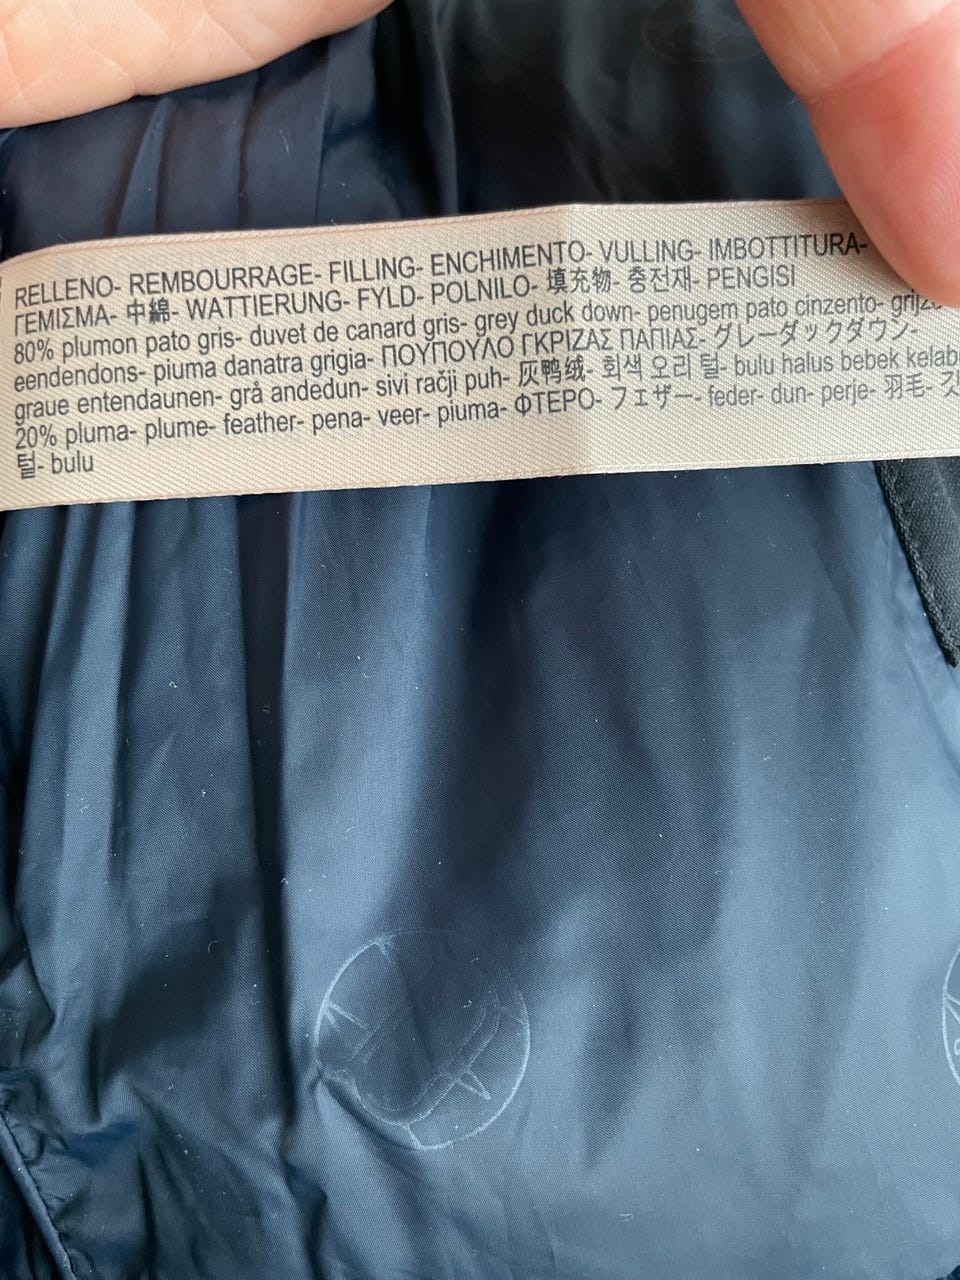 RELLENO- REMBOURRAGE- FILLING- ENCHIMENTO- VULLING- IMBOTTITURA-
ΓΕΜΙΣΜΑ- 中綿- WATTIERUNG- FYLD- POLNILO- 填充物- 충전재- PENGISI
80% plumon pato gris- duvet de canard gris- grey duck down- penugem pato cinzento-
eendendons- piuma danatra grigia- ΠΟΥΠΟΥΛΟ ΓΚΡΙΖΑΣ ΠΑΠΙΑΣ- グレーダックダウン-
graue entendaunen- grå andedun- sivi račji puh- 灰鸭绒- 회색 오리 털- bulu halus bebek
20% pluma- plume- feather- pena- veer- piuma- ΦΤΕΡΟ- フェザー- feder- dun- perje- 羽毛-
털- bulu